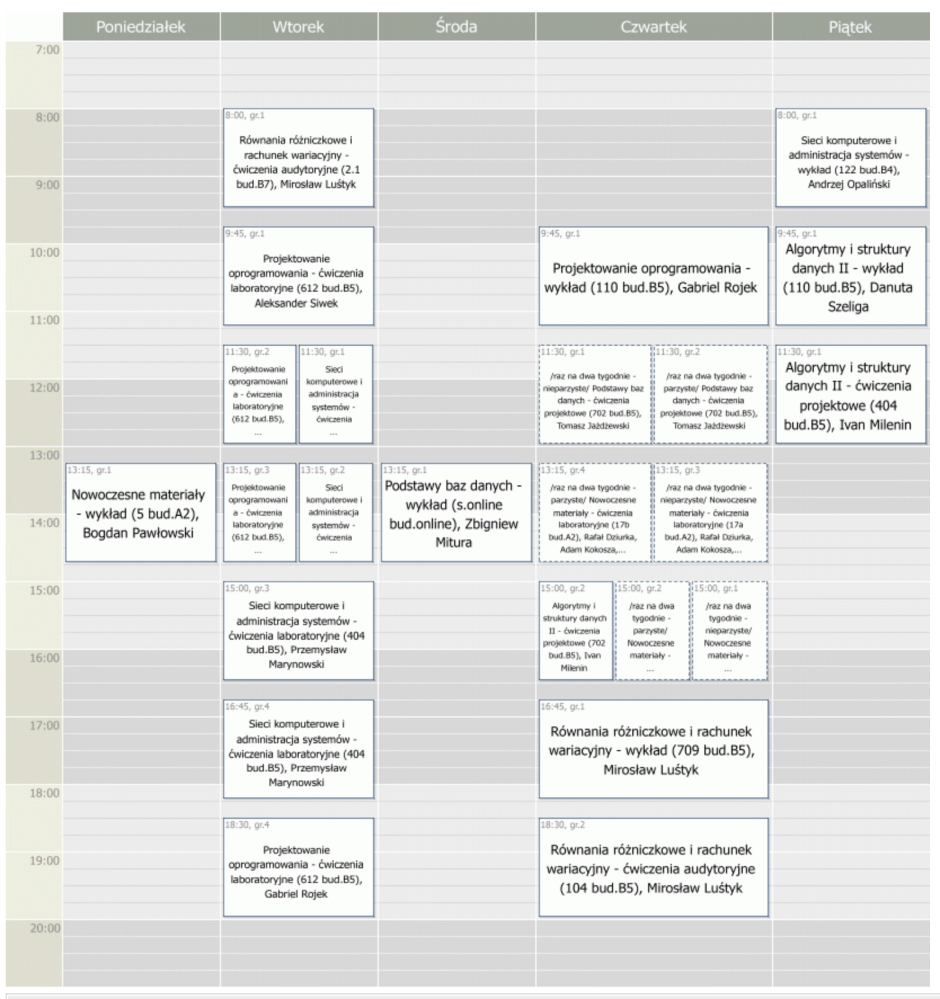 Poniedziałek
Wtorek
Środa
Czwartek
Piątek
7:00
8:00
9:00
10:00
11:00
12:00
13:00
14:00
15:00
16:00
17:00
18:00
19:00
20:00
13:15, gr.1
Nowoczesne materiały
- wykład (5 bud.A2),
Bogdan Pawłowski
8:00, gr.1
Równania różniczkowe i
rachunek wariacyjny -
ćwiczenia audytoryjne (2.1
bud.B7), Mirosław Luśtyk
9:45, gr.1
Projektowanie
oprogramowania - ćwiczenia
laboratoryjne (612 bud.B5),
Aleksander Siwek
11:30, gr.2
Projektowanie
oprogramowani
a - ćwiczenia
laboratoryjne
(612 bud.B5),
...
11:30, gr.1
Sieci
komputerowe i
administracja
systemów -
ćwiczenia
...
13:15, gr.3
Projektowanie
oprogramowani
a - ćwiczenia
laboratoryjne
(612 bud.B5),
...
13:15, gr.2
Sieci
komputerowe i
administracja
systemów -
ćwiczenia
...
15:00, gr.3
Sieci komputerowe i
administracja systemów -
ćwiczenia laboratoryjne (404
bud.B5), Przemysław
Marynowski
16:45, gr.4
Sieci komputerowe i
administracja systemów -
ćwiczenia laboratoryjne (404
bud.B5), Przemysław
Marynowski
18:30, gr.4
Projektowanie
oprogramowania - ćwiczenia
laboratoryjne (612 bud.B5),
Gabriel Rojek
13:15, gr.1
Podstawy baz danych -
wykład (s.online
bud.online), Zbigniew
Mitura
9:45, gr.1
Projektowanie oprogramowania -
wykład (110 bud.B5), Gabriel Rojek
11:30, gr.1
/raz na dwa tygodnie -
nieparzyste/ Podstawy baz
danych - ćwiczenia
projektowe (702 bud.B5),
Tomasz Jażdżewski
11:30, gr.2
/raz na dwa tygodnie -
parzyste/ Podstawy baz
danych - ćwiczenia
projektowe (702 bud.B5),
Tomasz Jażdżewski
13:15, gr.4
/raz na dwa tygodnie -
parzyste/ Nowoczesne
materiały - ćwiczenia
laboratoryjne (17b
bud.A2), Rafał Dziurka,
Adam Kokosza,...
13:15, gr.3
/raz na dwa tygodnie -
nieparzyste/ Nowoczesne
materiały - ćwiczenia
laboratoryjne (17a
bud.A2), Rafał Dziurka,
Adam Kokosza,...
15:00, gr.2
Algorytmy i
struktury danych
II - ćwiczenia
projektowe (702
bud.B5), Ivan
Milenin
15:00, gr.2
/raz na dwa
tygodnie -
parzyste/
Nowoczesne
materiały -
...
15:00, gr.1
/raz na dwa
tygodnie -
nieparzyste/
Nowoczesne
materiały -
...
16:45, gr.1
Równania różniczkowe i rachunek
wariacyjny - wykład (709 bud.B5),
Mirosław Luśtyk
18:30, gr.2
Równania różniczkowe i rachunek
wariacyjny - ćwiczenia audytoryjne
(104 bud.B5), Mirosław Luśtyk
8:00, gr.1
Sieci komputerowe i
administracja systemów -
wykład (122 bud.B4),
Andrzej Opaliński
9:45, gr.1
Algorytmy i struktury
danych II - wykład
(110 bud.B5), Danuta
Szeliga
11:30, gr.1
Algorytmy i struktury
danych II - ćwiczenia
projektowe (404
bud.B5), Ivan Milenin